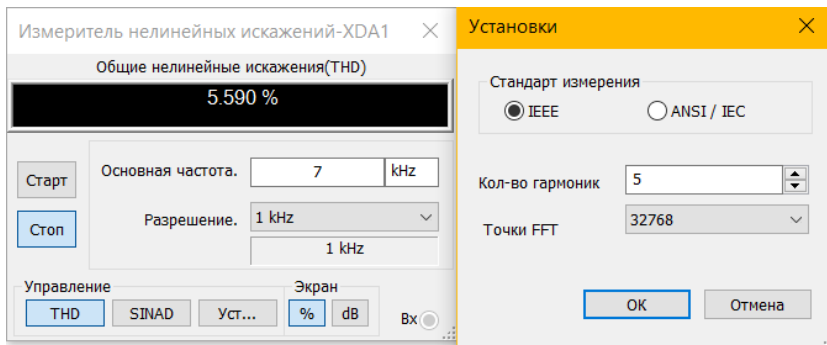 Измеритель нелинейных искажений-XDA1
Общие нелинейные искажения(THD)
5.590 %
Старт
Основная частота.
7
kHz
Стоп
Разрешение.
1 kHz
1 kHz
Управление
THD
SINAD
Уст...
Экран
%
dB
Вх
Установки
Стандарт измерения
IEEE
ANSI / IEC
Кол-во гармоник
5
Точки FFT
32768
OK
Отмена